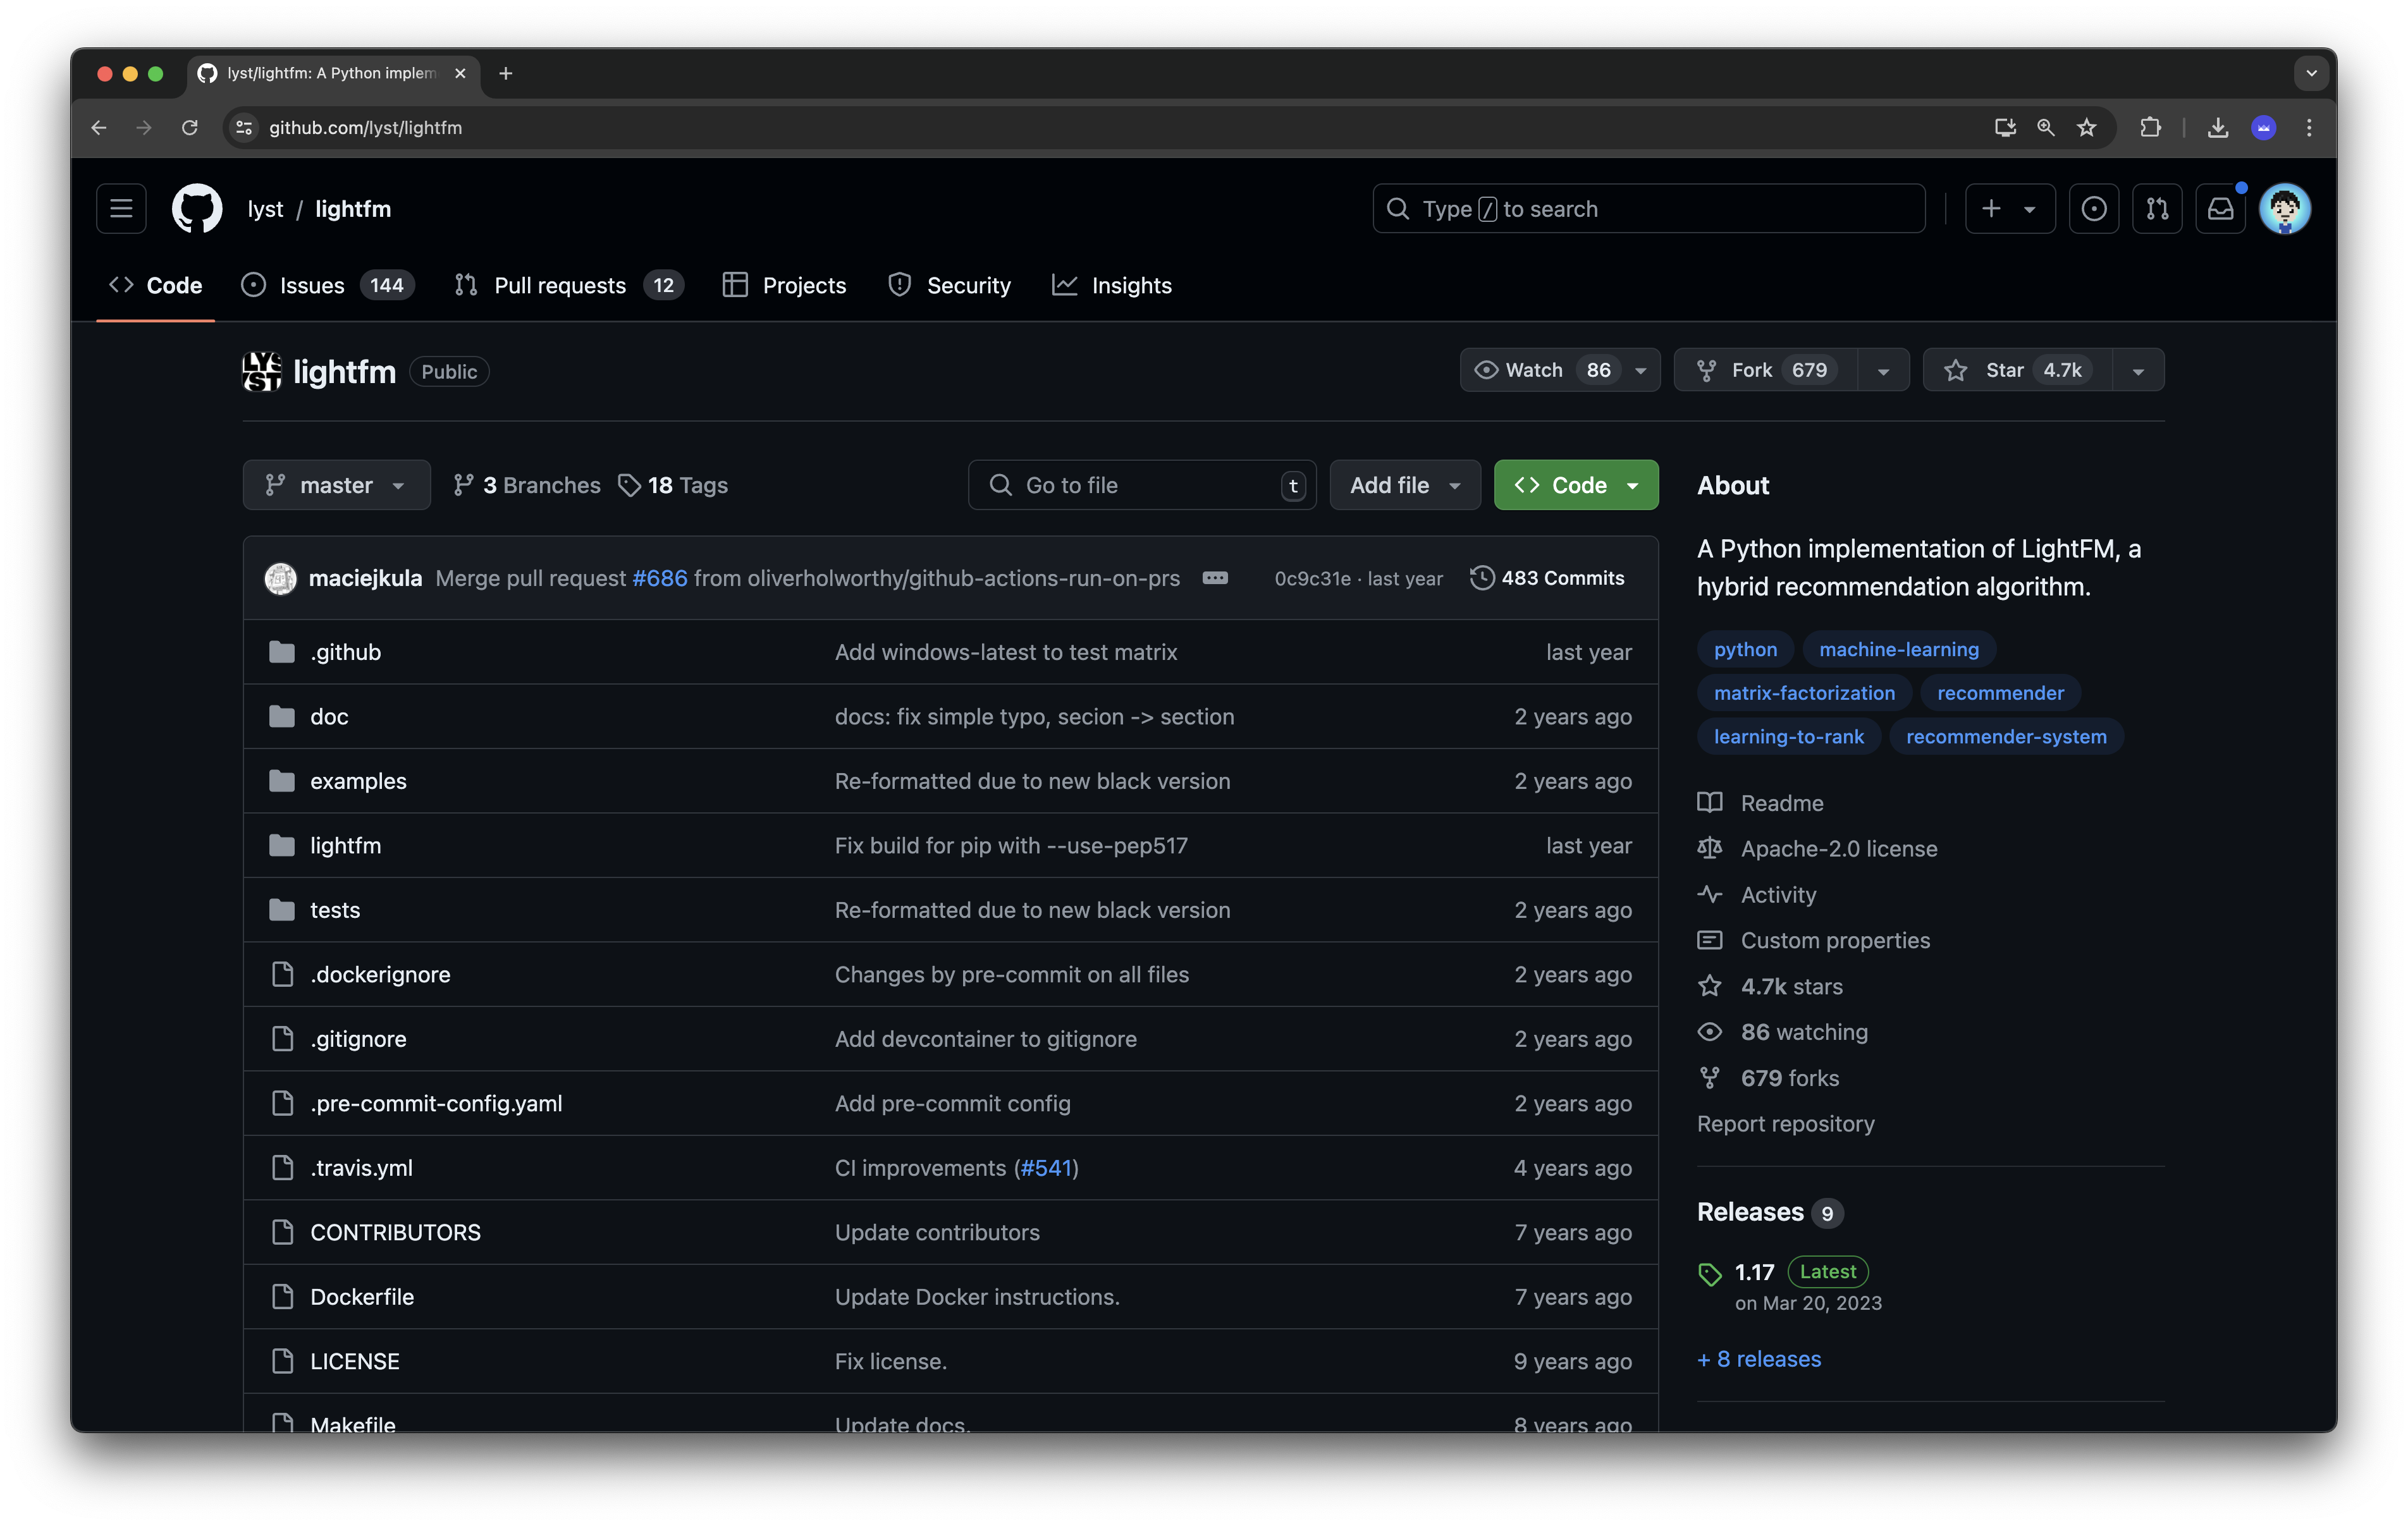 lyst/lightfm: A Python implem
github.com/lyst/lightfm
lyst / lightfm
Type / to search
Code
Issues 144
Pull requests 12
Projects
Security
Insights
LYST
lightfm Public
Watch 86
Fork 679
Star 4.7k
master
3 Branches
18 Tags
Go to file t
Add file
Code
maciejkula Merge pull request #686 from oliverholworthy/github-actions-run-on-prs 0c9c31e · last year 483 Commits
.github Add windows-latest to test matrix last year
doc docs: fix simple typo, secion -> section 2 years ago
examples Re-formatted due to new black version 2 years ago
lightfm Fix build for pip with --use-pep517 last year
tests Re-formatted due to new black version 2 years ago
.dockerignore Changes by pre-commit on all files 2 years ago
.gitignore Add devcontainer to gitignore 2 years ago
.pre-commit-config.yaml Add pre-commit config 2 years ago
.travis.yml CI improvements (#541) 4 years ago
CONTRIBUTORS Update contributors 7 years ago
Dockerfile Update Docker instructions. 7 years ago
LICENSE Fix license. 9 years ago
Makefile Update docs. 8 years ago
About
A Python implementation of LightFM, a
hybrid recommendation algorithm.
python machine-learning
matrix-factorization recommender
learning-to-rank recommender-system
Readme
Apache-2.0 license
Activity
Custom properties
4.7k stars
86 watching
679 forks
Report repository
Releases 9
1.17 Latest
on Mar 20, 2023
+ 8 releases